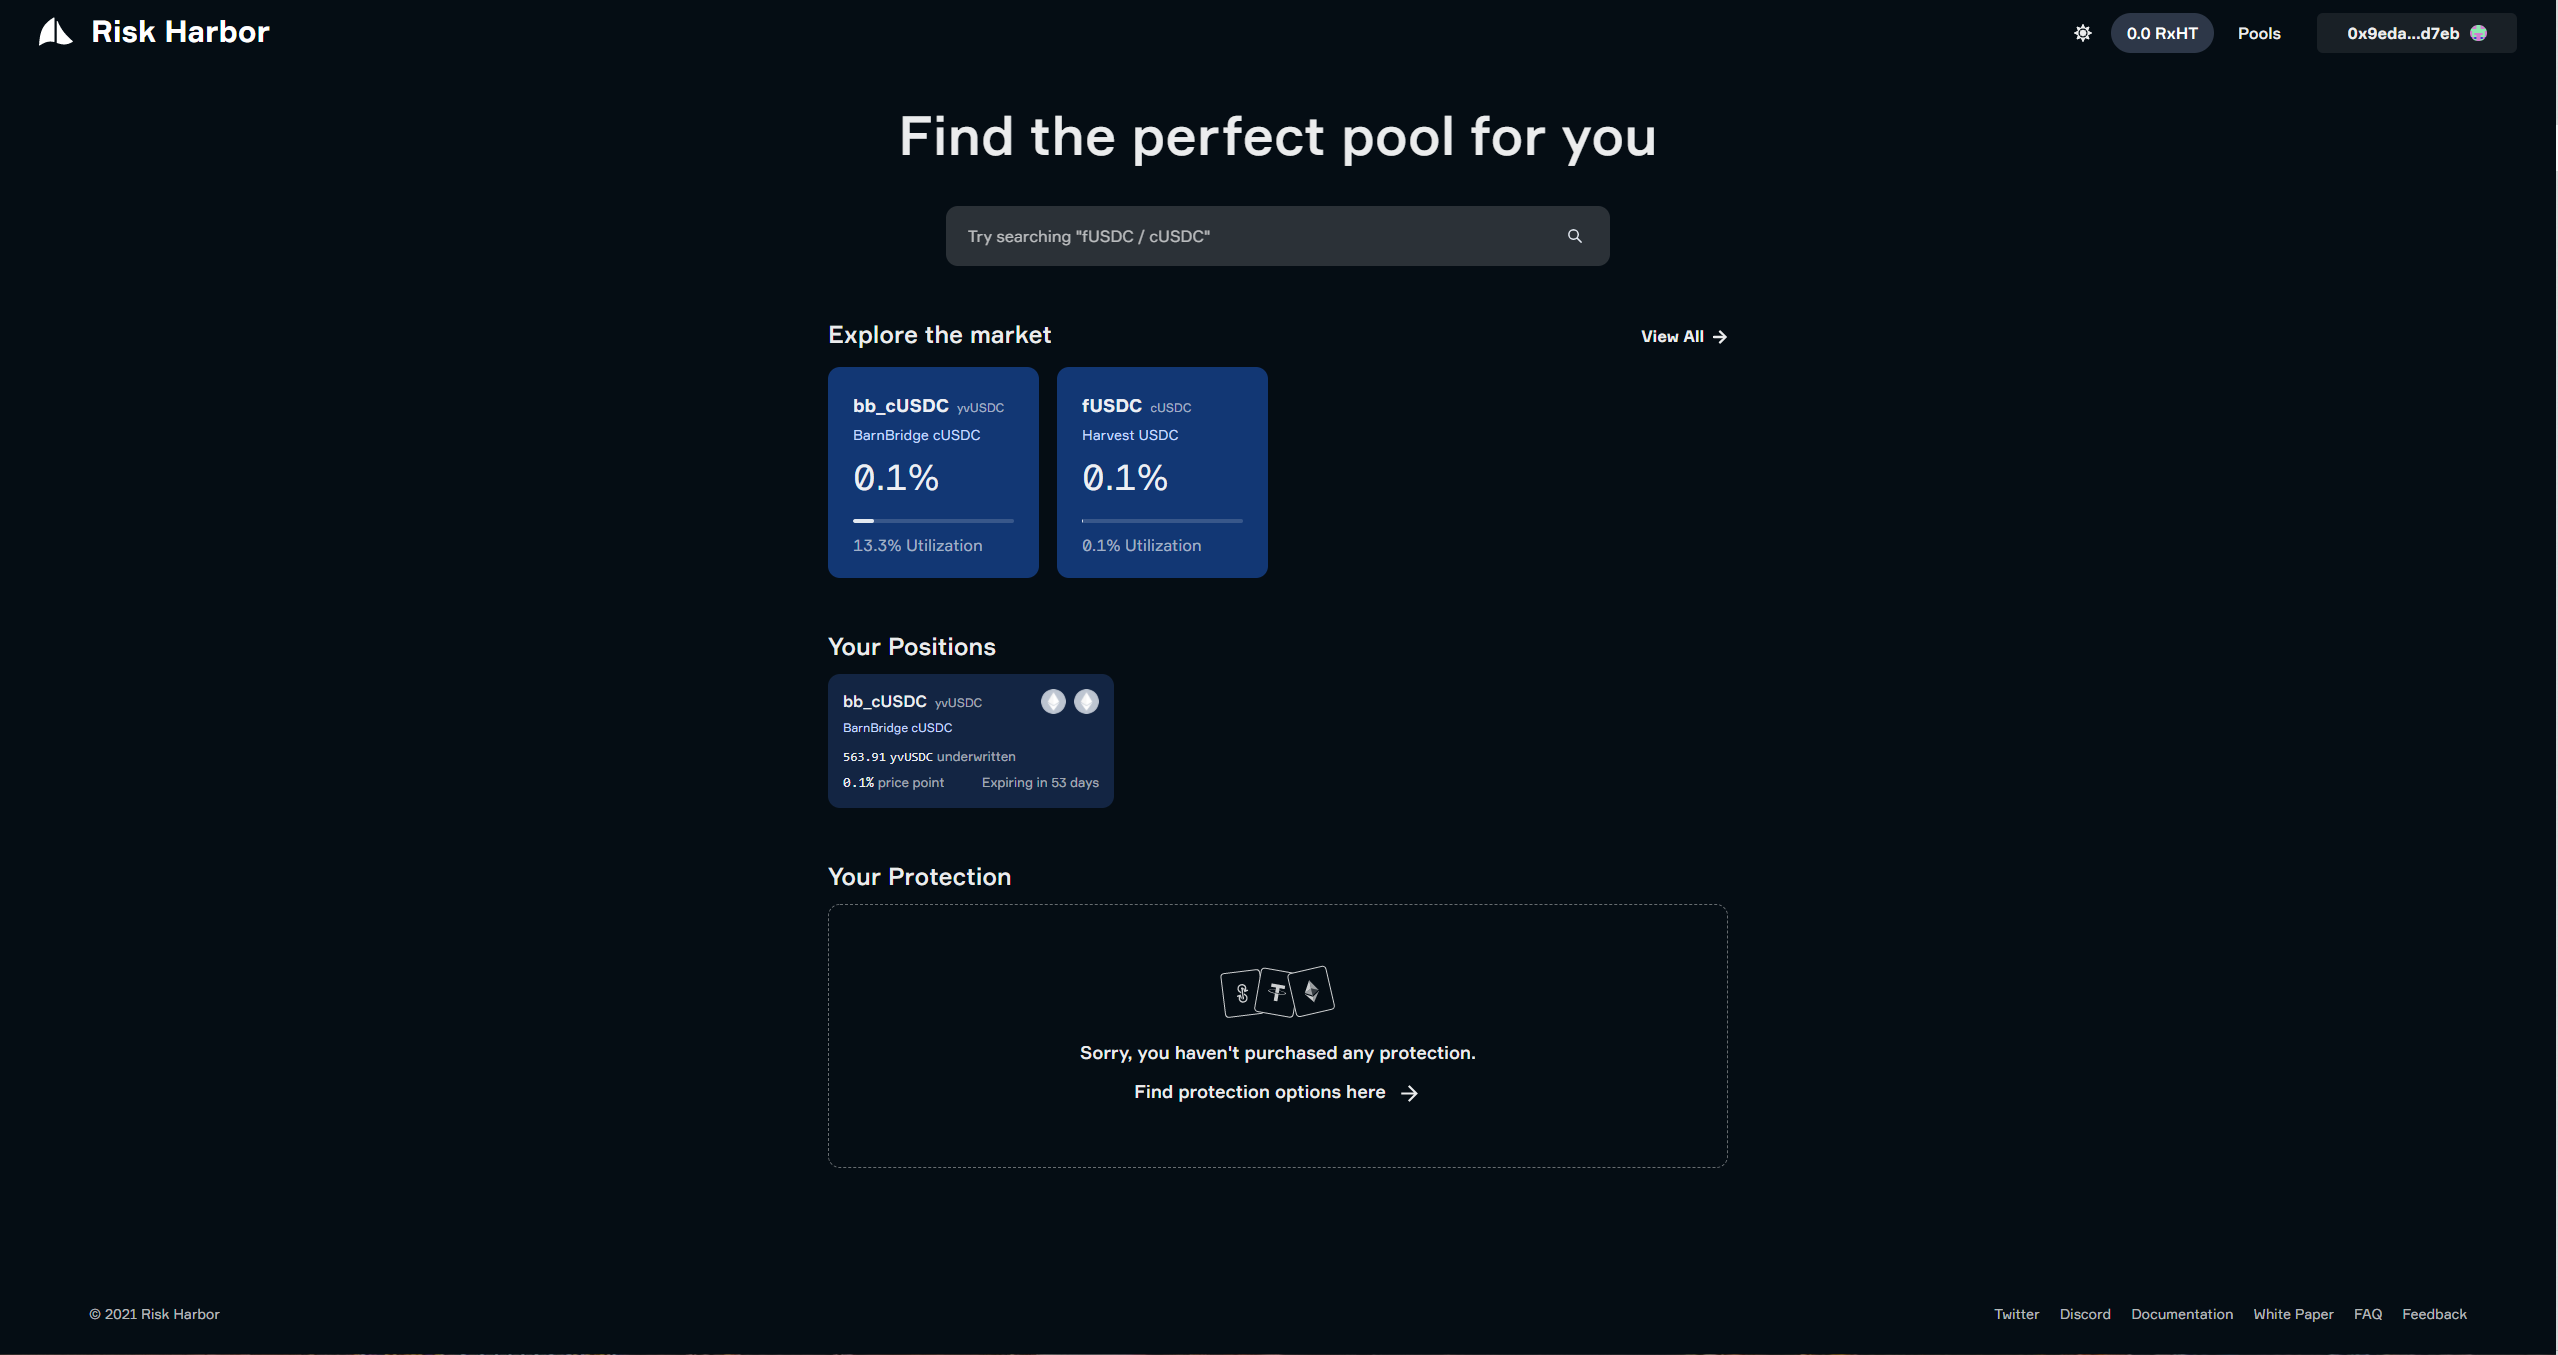 Risk Harbor
0.0 RxHT
Pools
0x9eda...d7eb
Find the perfect pool for you
Try searching "fUSDC / cUSDC"
Explore the market
View All
bb_cUSDC yvUSDC
BarnBridge cUSDC
0.1%
13.3% Utilization
fUSDC cUSDC
Harvest USDC
0.1%
0.1% Utilization
Your Positions
bb_cUSDC yvUSDC
BarnBridge cUSDC
563.91 yvUSDC underwritten
0.1% price point
Expiring in 53 days
Your Protection
Sorry, you haven't purchased any protection.
Find protection options here
© 2021 Risk Harbor
Twitter
Discord
Documentation
White Paper
FAQ
Feedback